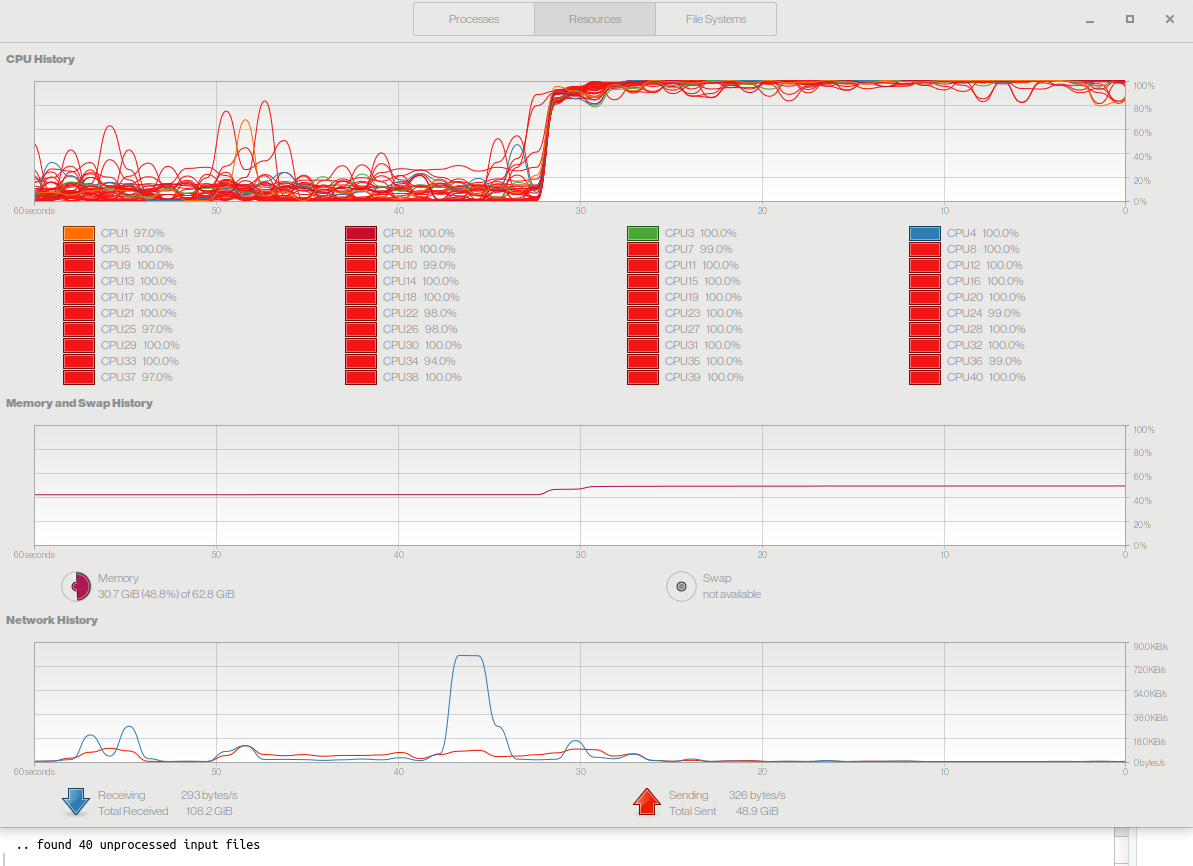 Processes Resources File Systems
CPU History
100%
80%
60%
40%
20%
0%
60 seconds 50 40 30 20 10 0
CPU1 97.0% CPU2 100.0% CPU3 100.0% CPU4 100.0%
CPU5 100.0% CPU6 100.0% CPU7 99.0% CPU8 100.0%
CPU9 100.0% CPU10 99.0% CPU11 100.0% CPU12 100.0%
CPU13 100.0% CPU14 100.0% CPU15 100.0% CPU16 100.0%
CPU17 100.0% CPU18 100.0% CPU19 100.0% CPU20 100.0%
CPU21 100.0% CPU22 98.0% CPU23 100.0% CPU24 99.0%
CPU25 97.0% CPU26 98.0% CPU27 100.0% CPU28 100.0%
CPU29 100.0% CPU30 100.0% CPU31 100.0% CPU32 100.0%
CPU33 100.0% CPU34 94.0% CPU35 100.0% CPU36 99.0%
CPU37 97.0% CPU38 100.0% CPU39 100.0% CPU40 100.0%
Memory and Swap History
100%
80%
60%
40%
20%
0%
60 seconds 50 40 30 20 10 0
Memory Swap
30.7 GiB (48.8%) of 62.8 GiB not available
Network History
90.0 KiB/s
72.0 KiB/s
54.0 KiB/s
36.0 KiB/s
18.0 KiB/s
0 bytes/s
60 seconds 50 40 30 20 10 0
Receiving 293 bytes/s Sending 326 bytes/s
Total Received 108.2 GiB Total Sent 48.9 GiB
.. found 40 unprocessed input files